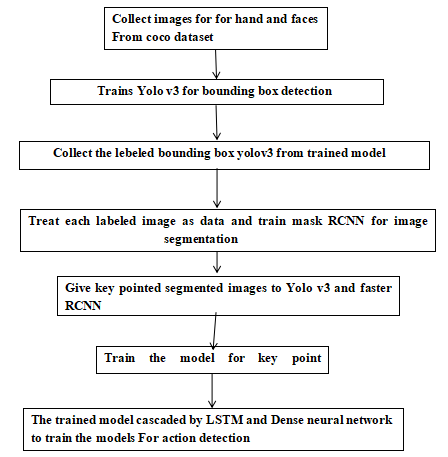 Collect images for for hand and faces
From coco dataset
Trains Yolo v3 for bounding box detection
Collect the lebeled bounding box yolov3 from trained model
Treat each labeled image as data and train mask RCNN for image
segmentation
Give key pointed segmented images to Yolo v3 and faster
RCNN
Train the model for key point
The trained model cascaded by LSTM and Dense neural network
to train the models For action detection